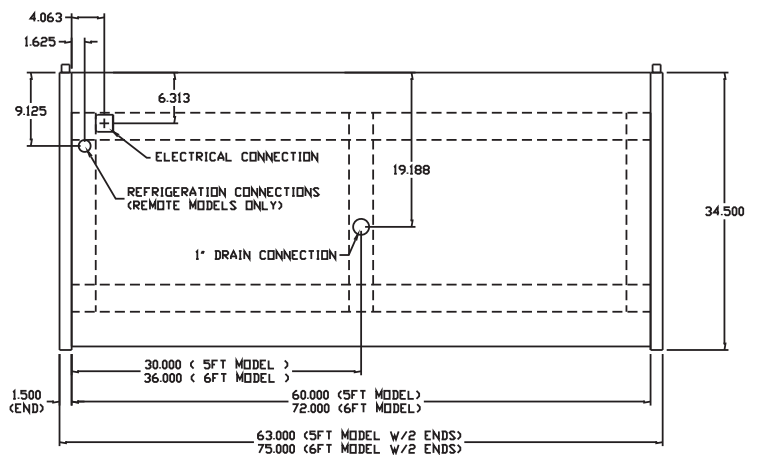 4.063
1.625
6.313
9.125
ELECTRICAL CONNECTION
19.188
REFRIGERATION CONNECTIONS
(REMOTE MODELS ONLY)
34.500
1" DRAIN CONNECTION
30.000 ( 5FT MODEL )
36.000 ( 6FT MODEL )
1.500
(END)
60.000 (5FT MODEL)
72.000 (6FT MODEL)
63.000 (5FT MODEL W/2 ENDS)
75.000 (6FT MODEL W/2 ENDS)